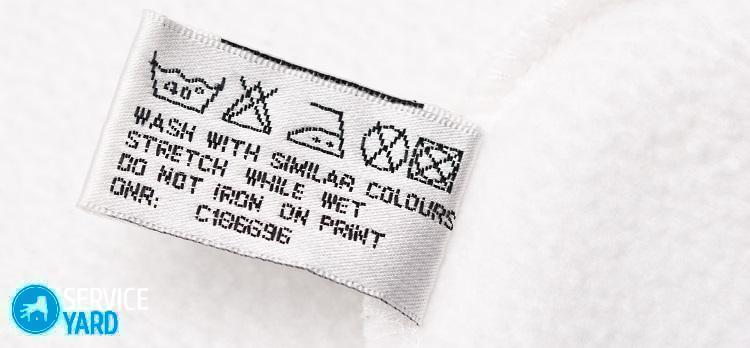 40°
WASH WITH SIMILAR COLOURS
STRETCH WHILE WET
DO NOT IRON ON PRINT
ONR: C186696
SERVICE
YARD